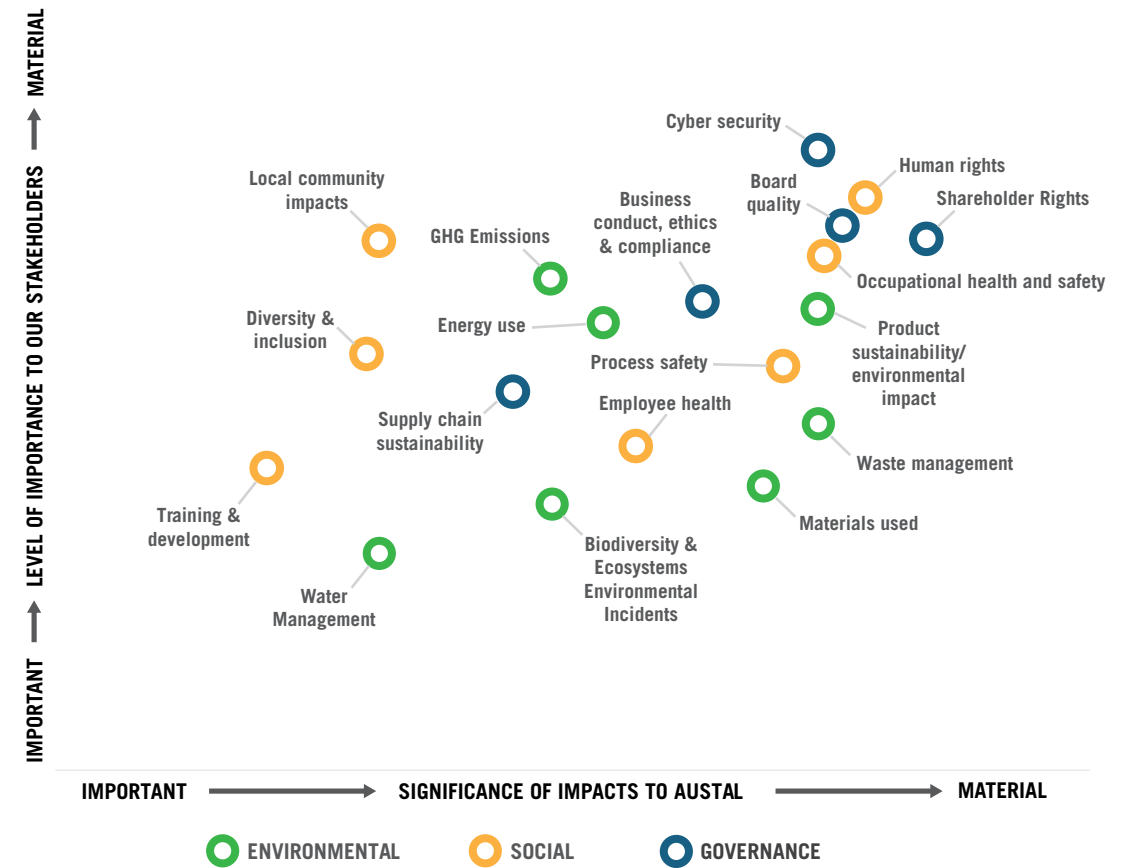 MATERIAL
LEVEL OF IMPORTANCE TO OUR STAKEHOLDERS
IMPORTANT
Cyber security
Human rights
Board
quality
Shareholder Rights
Local community
impacts
Business
conduct, ethics
& compliance
GHG Emissions
Occupational health and safety
Diversity &
inclusion
Energy use
Product
sustainability/
environmental
impact
Process safety
Supply chain
sustainability
Employee health
Waste management
Training &
development
Materials used
Biodiversity &
Ecosystems
Environmental
Incidents
Water
Management
IMPORTANT
SIGNIFICANCE OF IMPACTS TO AUSTAL
MATERIAL
ENVIRONMENTAL
SOCIAL
GOVERNANCE